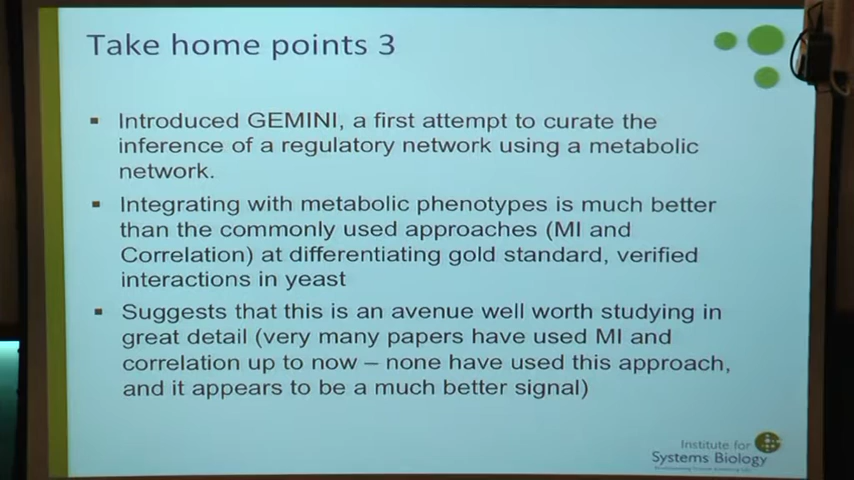 Take home points 3
▪ Introduced GEMINI, a first attempt to curate the
inference of a regulatory network using a metabolic
network.
▪ Integrating with metabolic phenotypes is much better
than the commonly used approaches (MI and
Correlation) at differentiating gold standard, verified
interactions in yeast
▪ Suggests that this is an avenue well worth studying in
great detail (very many papers have used MI and
correlation up to now – none have used this approach,
and it appears to be a much better signal)
Institute for
Systems Biology